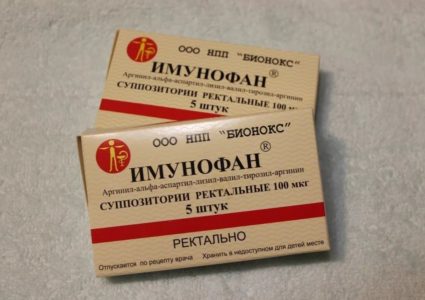 ООО НПП "БИОНОКС"
ИМУНОФАН®
Аргинил-альфа-аспартил-лизил-валил-тирозил-аргинин
СУППОЗИТОРИИ РЕКТАЛЬНЫЕ 100 мкг
5 ШТУК
ООО НПП "БИОНОКС"
ИМУНОФАН®
Аргинил-альфа-аспартил-лизил-валил-тирозил-аргинин
СУППОЗИТОРИИ РЕКТАЛЬНЫЕ 100 мкг
5 ШТУК
РЕКТАЛЬНО
Отпускается по рецепту врача Хранить в недоступном для детей месте